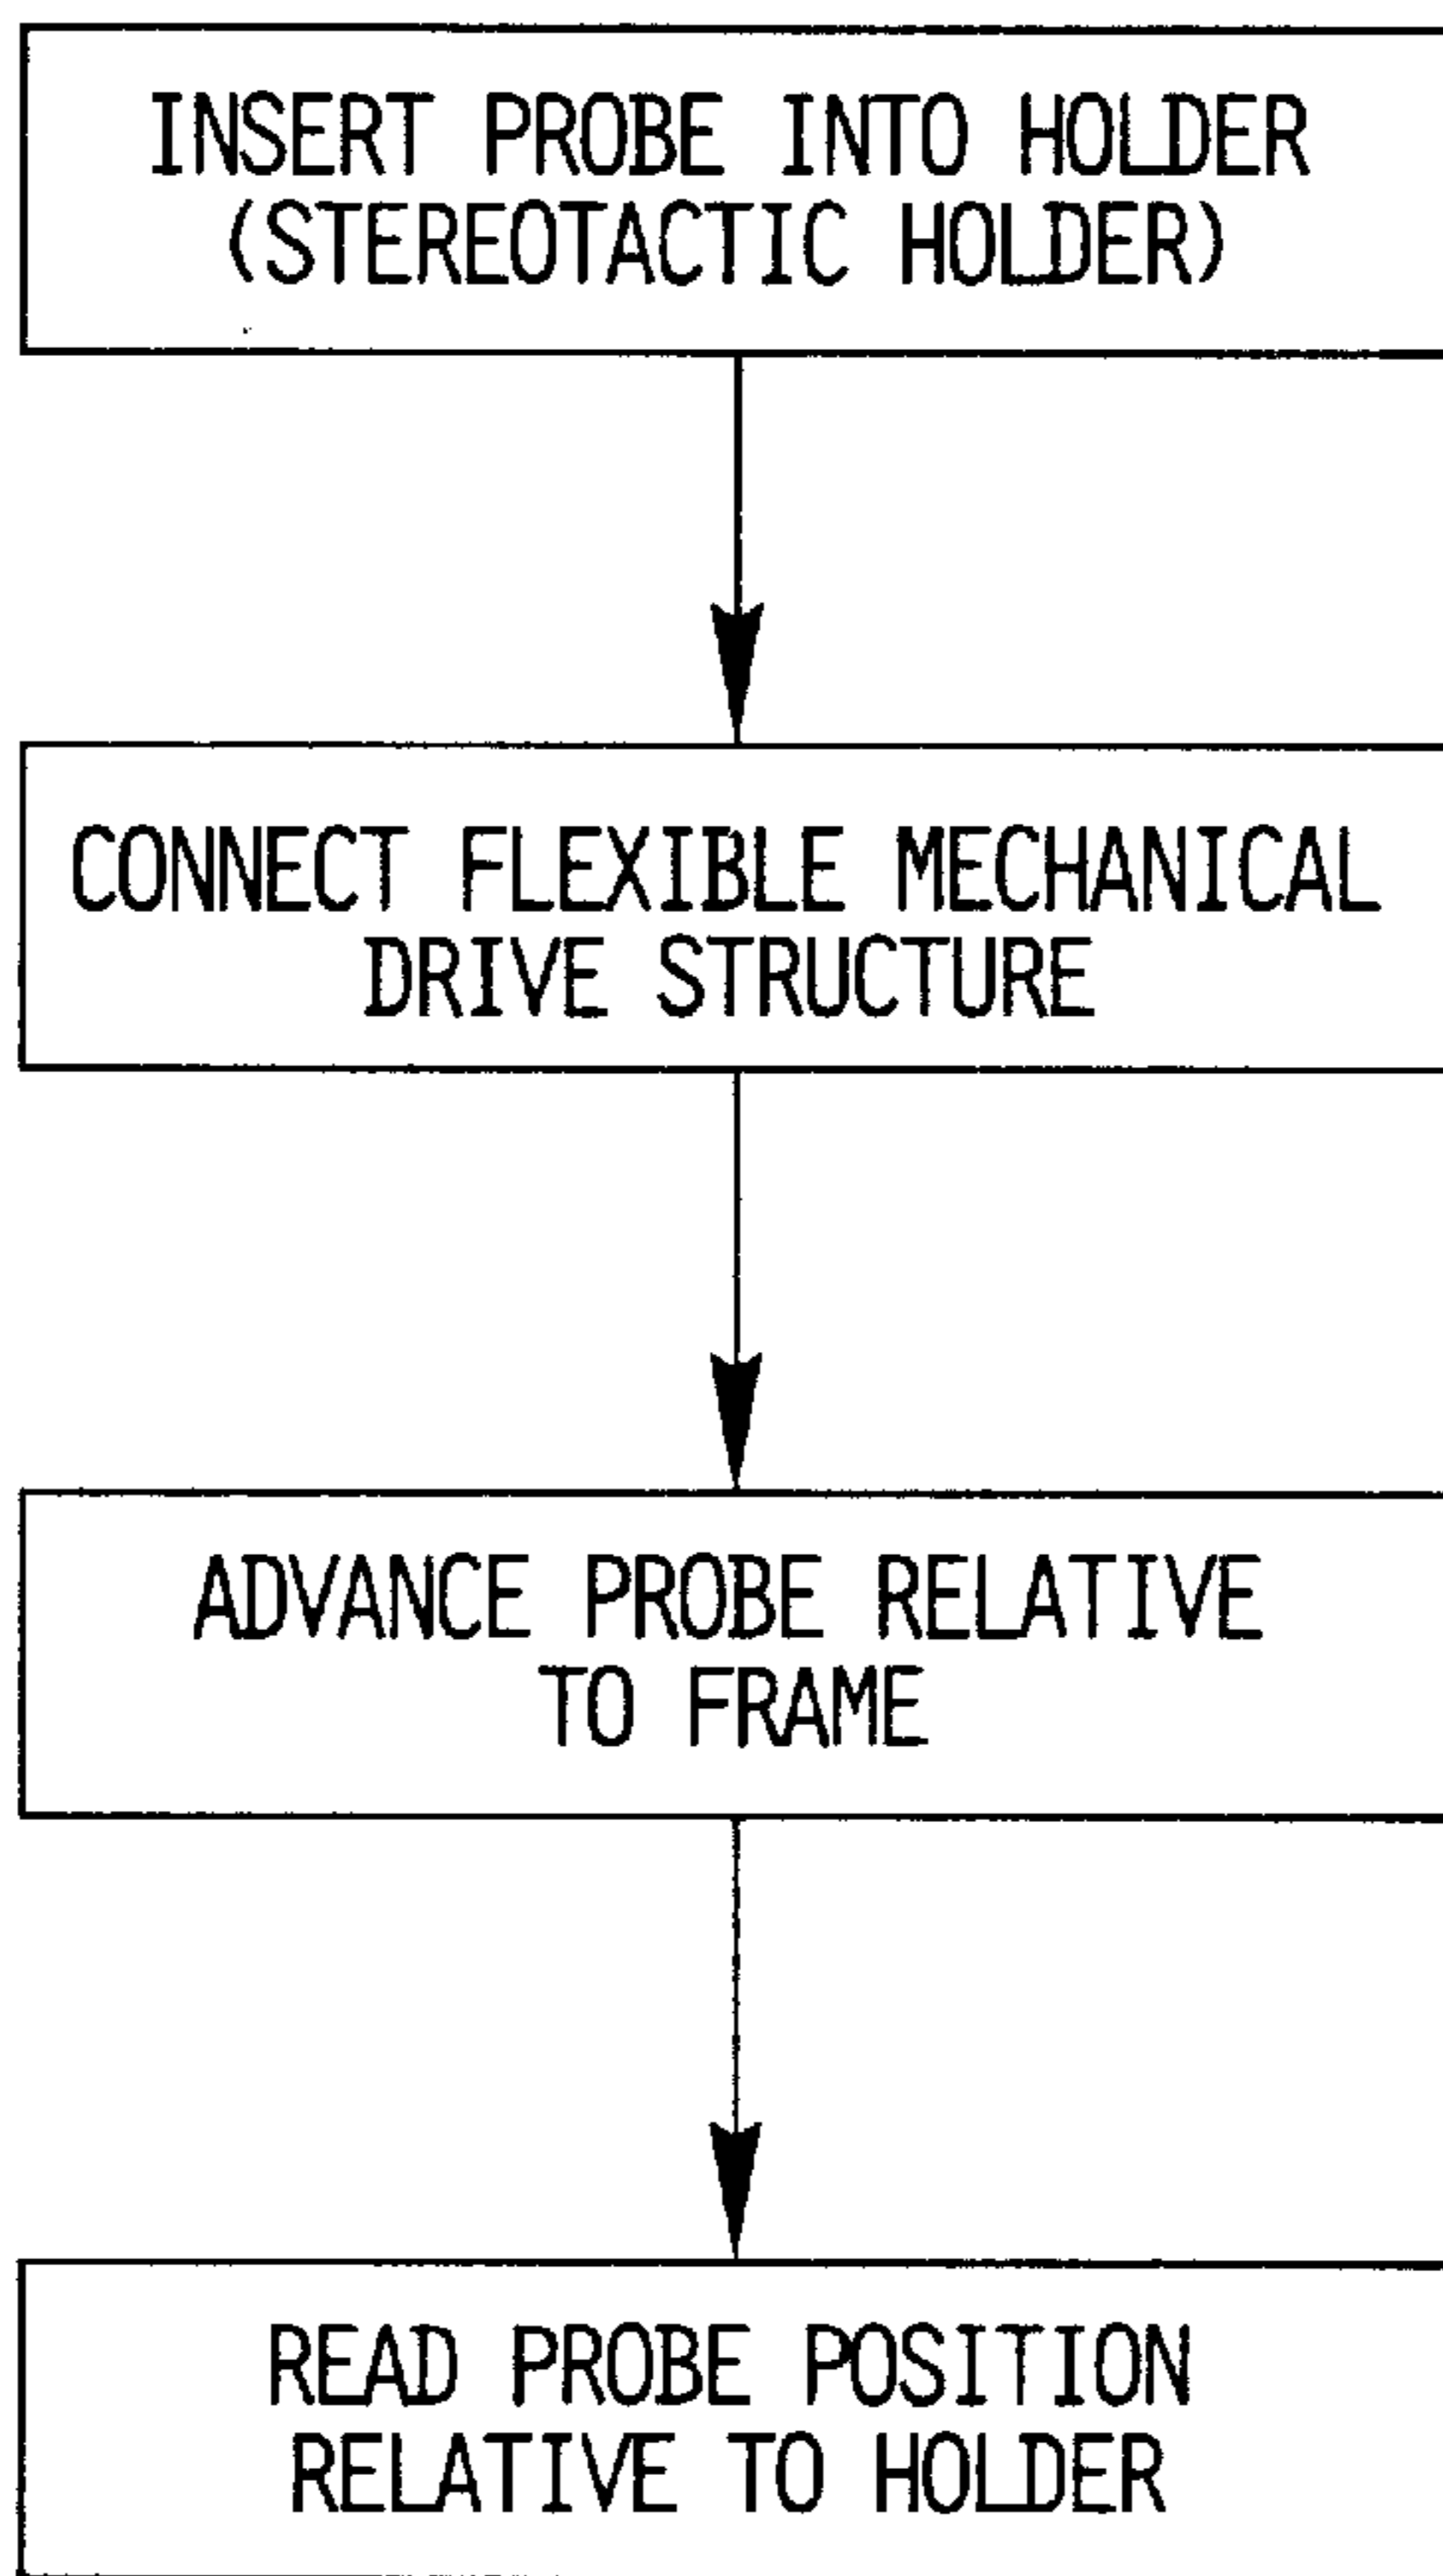 INSERT PROBE INTO HOLDER
(STEREOTACTIC HOLDER)
CONNECT FLEXIBLE MECHANICAL
DRIVE STRUCTURE
ADVANCE PROBE RELATIVE
TO FRAME
READ PROBE POSITION
RELATIVE TO HOLDER